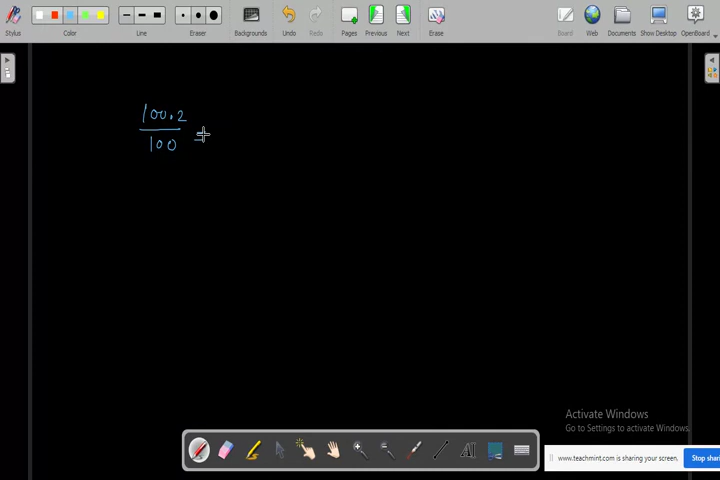 Stylus
Color
Line
Eraser
Backgrounds
Undo
Redo
Pages
Previous
Next
Erase
Board
Web
Documents
Show Desktop
OpenBoard
100.2
100
=
Activate Windows
Go to Settings to activate Windows.
www.teachmint.com is sharing your screen.
Stop shari